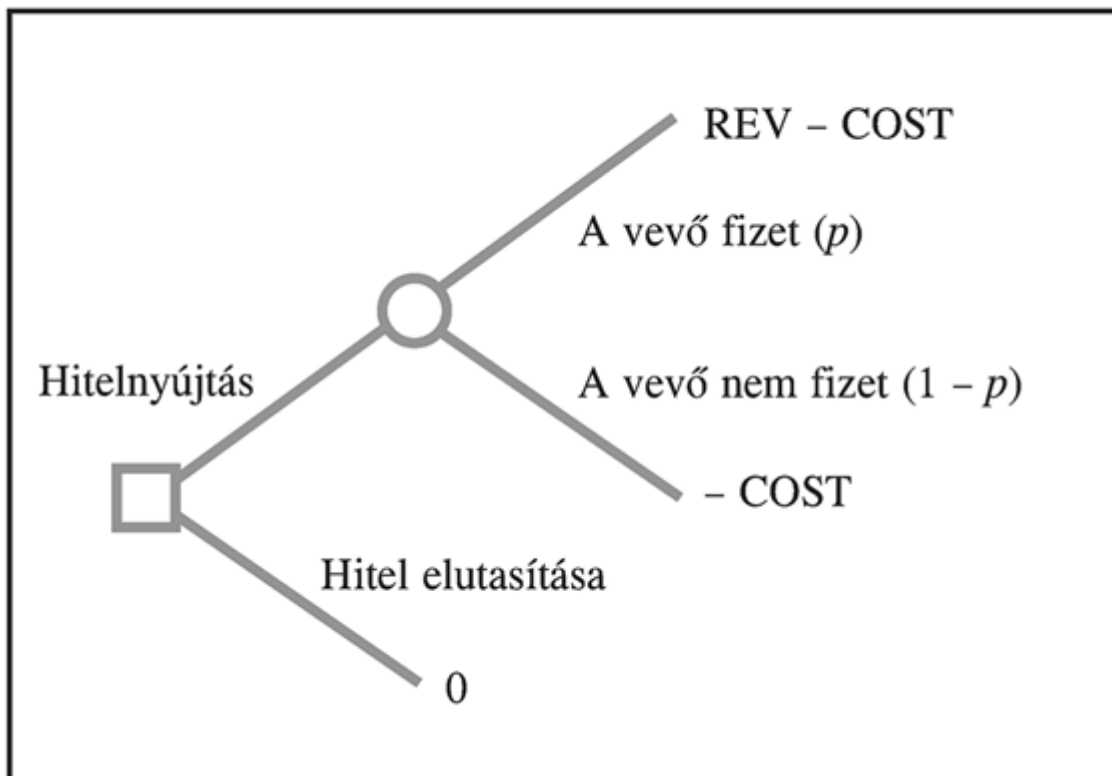 REV – COST
A vevő fizet (p)
Hitelnyújtás
A vevő nem fizet (1 – p)
– COST
Hitel elutasítása
0